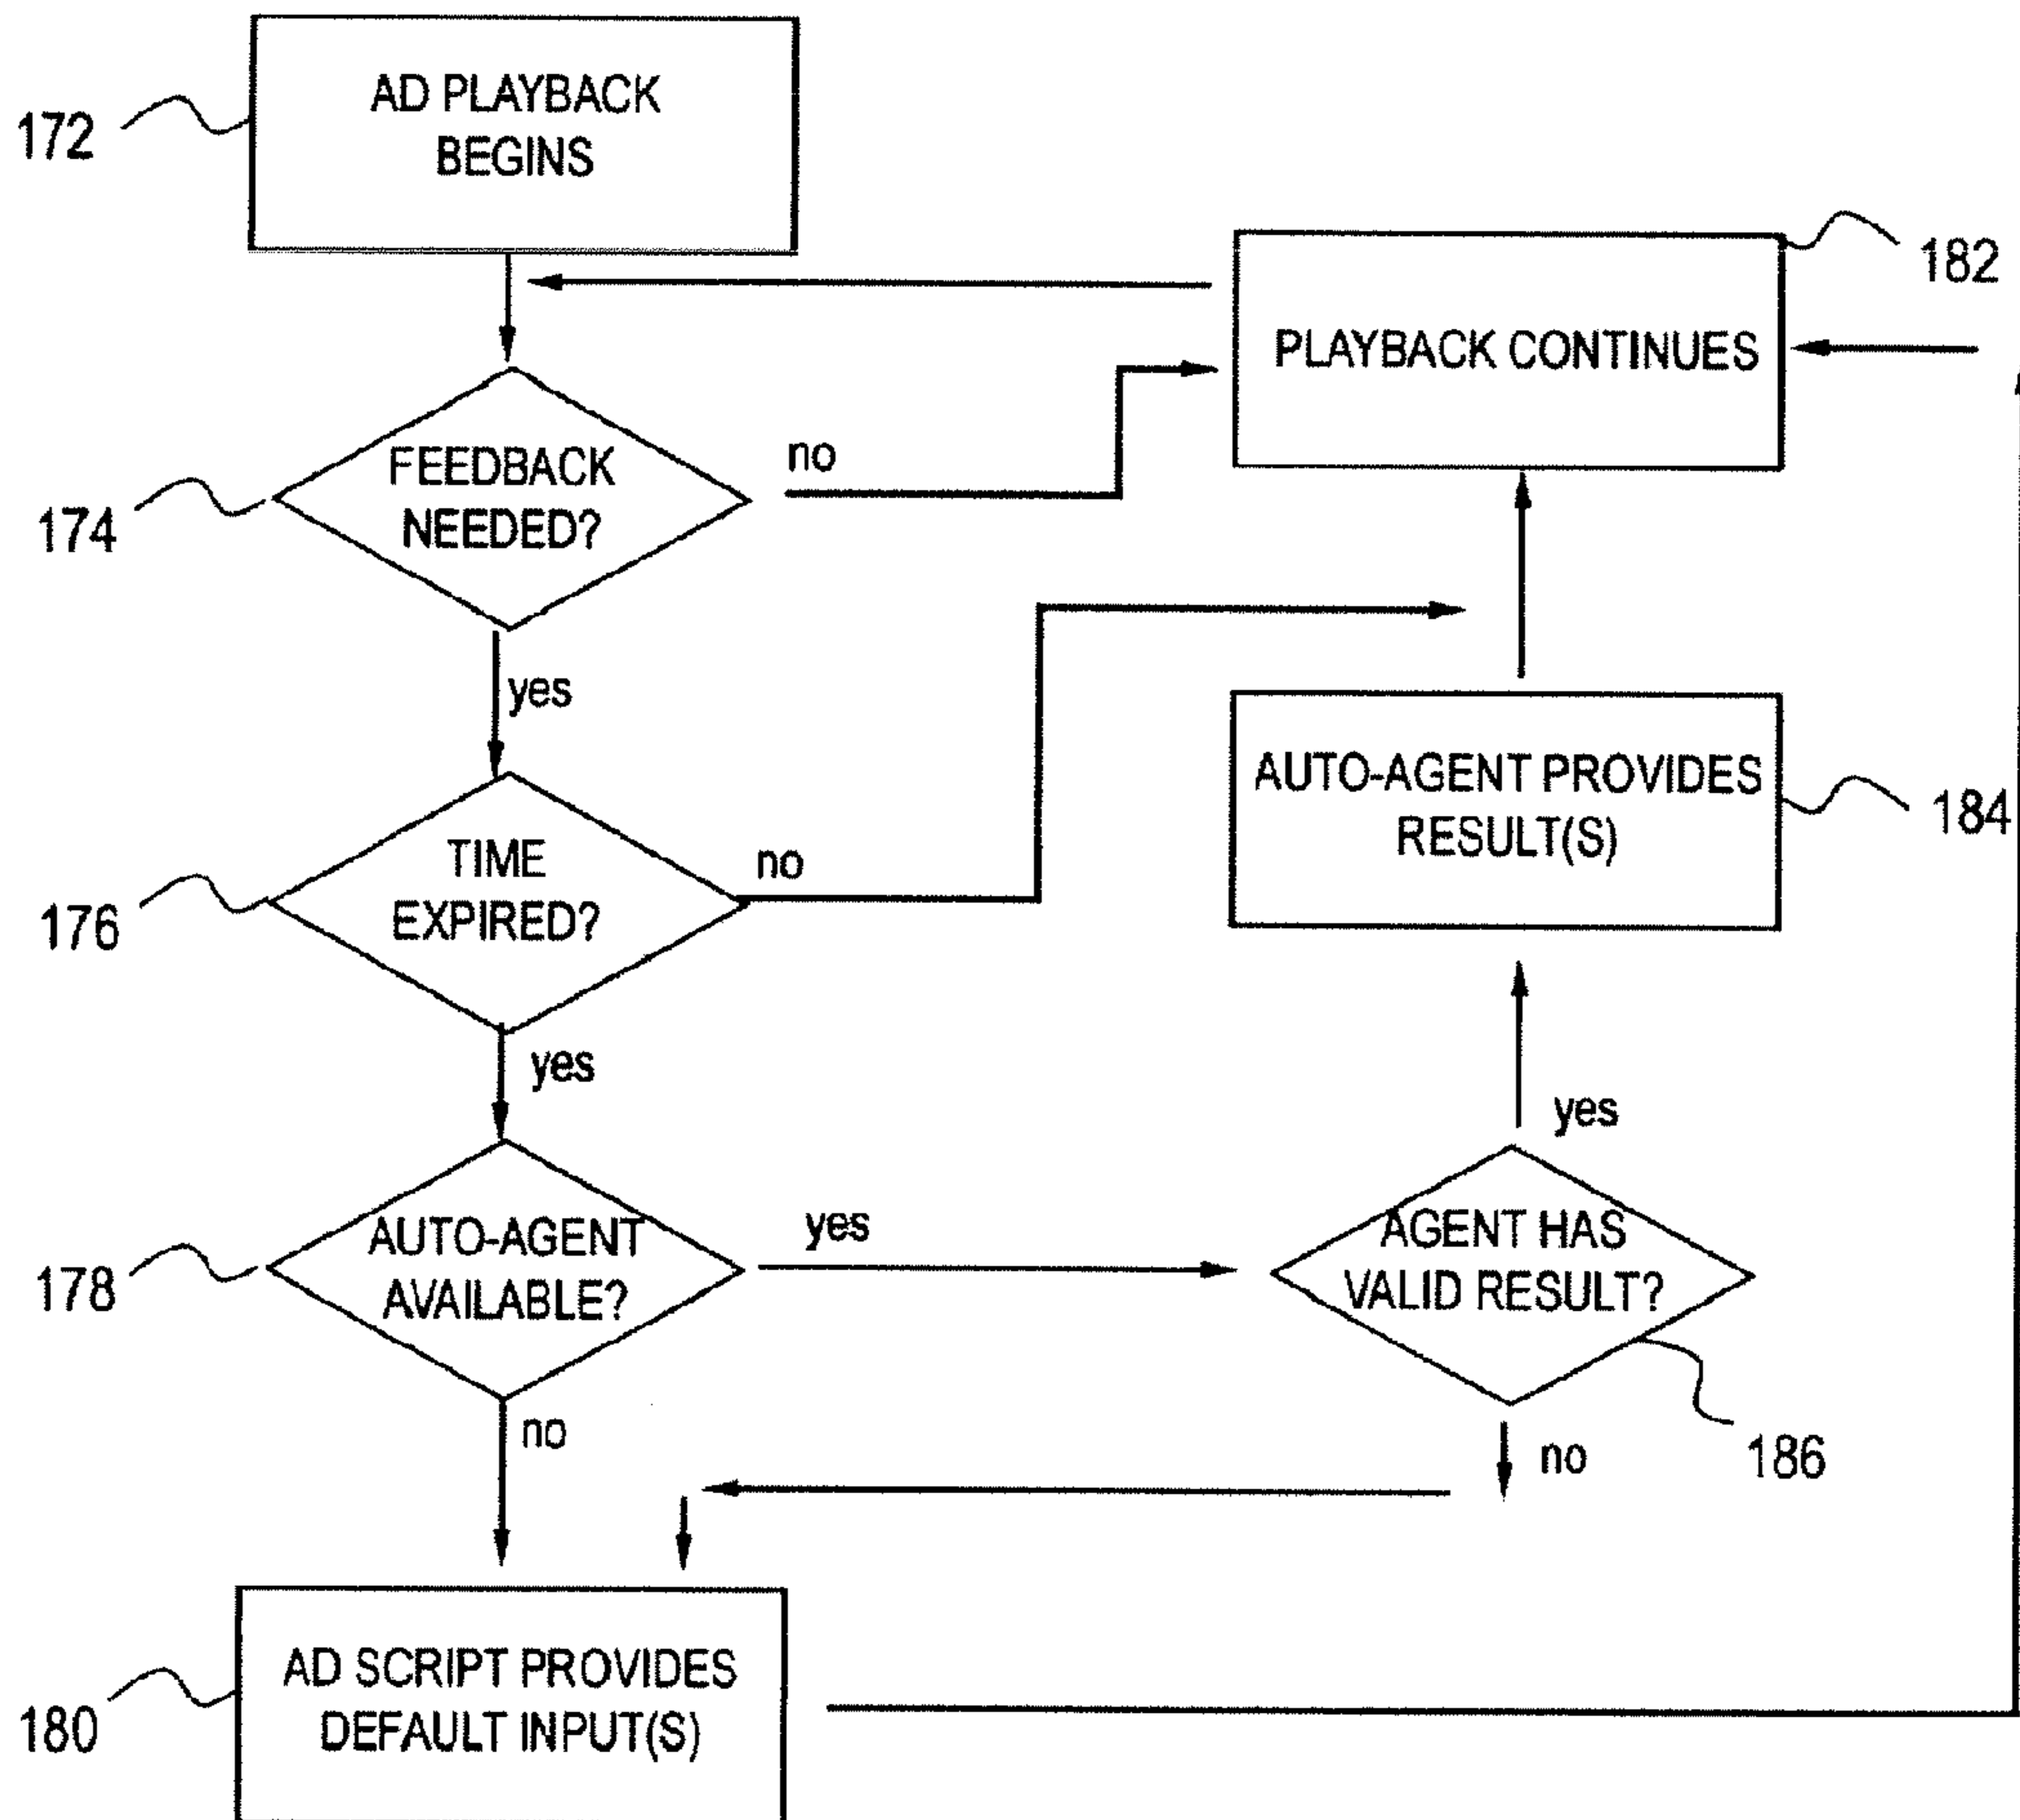 AD PLAYBACK
BEGINS
172
182
PLAYBACK CONTINUES
FEEDBACK
NEEDED?
no
174
yes
AUTO-AGENT PROVIDES
RESULT(S)
184
TIME
EXPIRED?
no
176
yes
yes
AUTO-AGENT
AVAILABLE?
yes
178
AGENT HAS
VALID RESULT?
no
no
186
AD SCRIPT PROVIDES
DEFAULT INPUT(S)
180